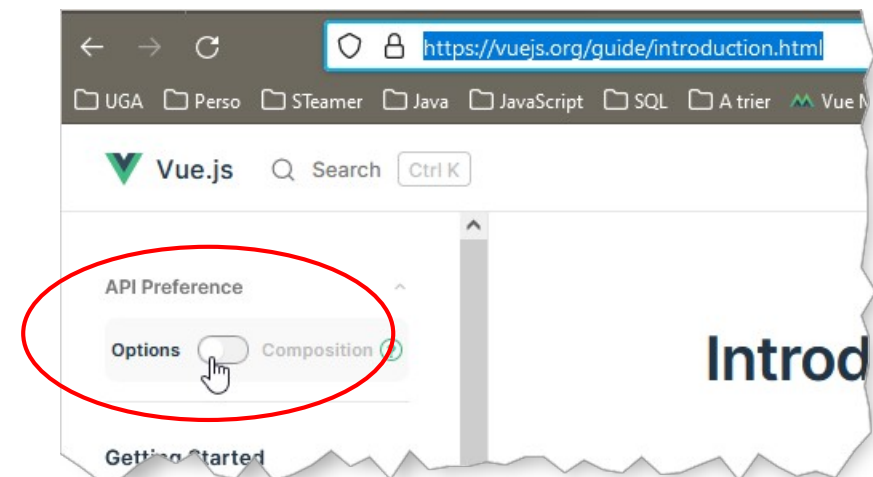 https://vuejs.org/guide/introduction.html
UGA Perso STeamer Java JavaScript SQL A trier Vue
Vue.js Search Ctrl K
API Preference
Options Composition ?
Introd
Getting Started